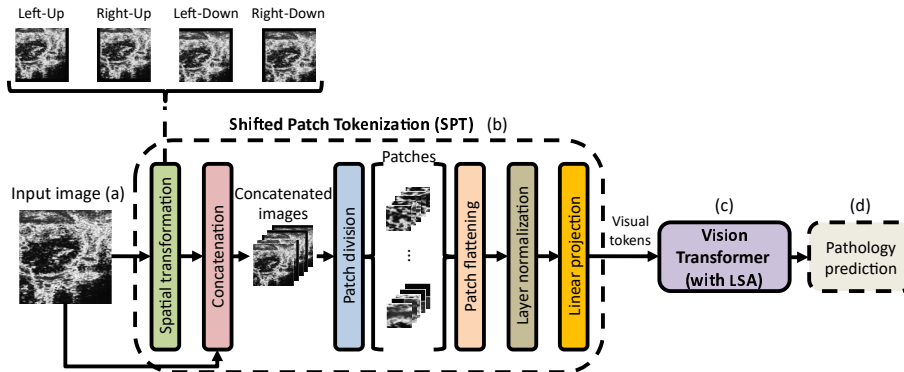 Left-Up
Right-Up
Left-Down
Right-Down
Shifted Patch Tokenization (SPT) (b)
Input image (a)
Spatial transformation
Concatenation
Concatenated
images
Patch division
Patches
...
Patch flattening
Layer normalization
Linear projection
Visual
tokens
(c)
Vision
Transformer
(with LSA)
(d)
Pathology
prediction